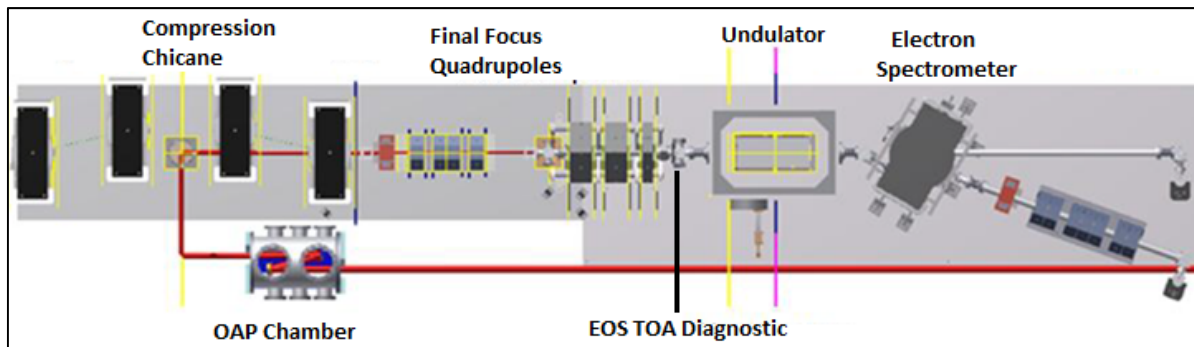 Compression
Chicane
Final Focus
Quadrupoles
Undulator
Electron
Spectrometer
OAP Chamber
EOS TOA Diagnostic